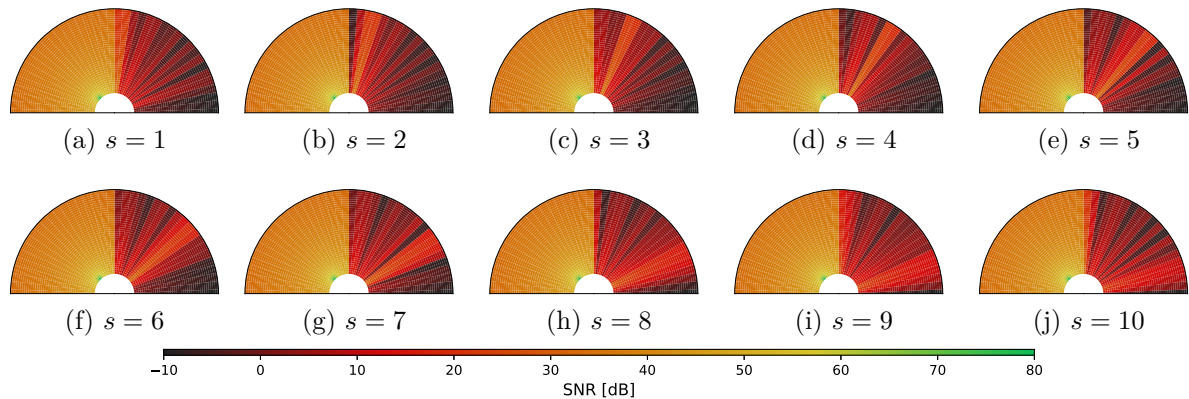 (a) s = 1
(b) s = 2
(c) s = 3
(d) s = 4
(e) s = 5
(f) s = 6
(g) s = 7
(h) s = 8
(i) s = 9
(j) s = 10
−10 0 10 20 30 40 50 60 70 80
SNR [dB]